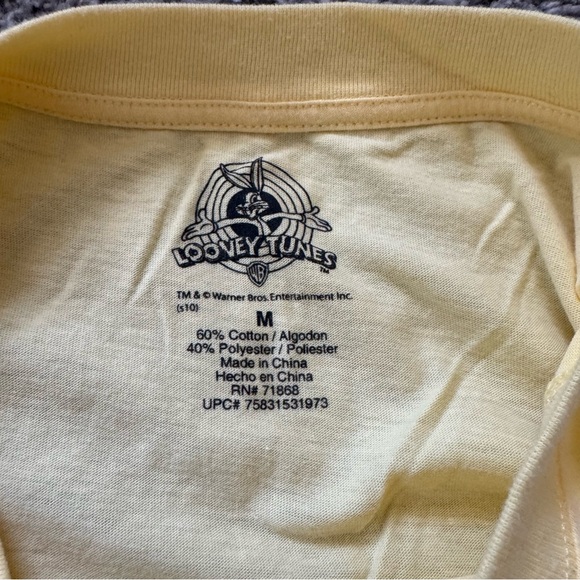 LOONEY TUNES
TM
WB
TM & © Warner Bros. Entertainment Inc.
(s10)
M
60% Cotton / Algodon
40% Polyester / Poliester
Made in China
Hecho en China
RN# 71868
UPC# 75831531973